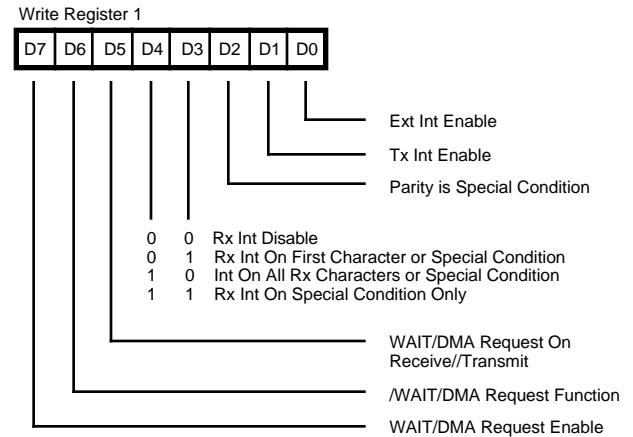 Write Register 1
D7 D6 D5 D4 D3 D2 D1 D0
Ext Int Enable
Tx Int Enable
Parity is Special Condition
0 0 Rx Int Disable
0 1 Rx Int On First Character or Special Condition
1 0 Int On All Rx Characters or Special Condition
1 1 Rx Int On Special Condition Only
WAIT/DMA Request On
Receive//Transmit
/WAIT/DMA Request Function
WAIT/DMA Request Enable